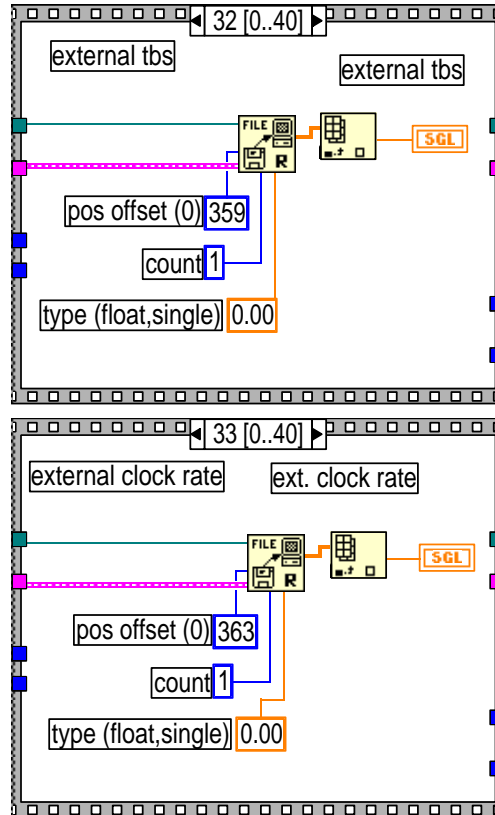 32 [0..40]
external tbs
external tbs
FILE
R
SGL
pos offset (0) 359
count 1
type (float,single) 0.00
33 [0..40]
external clock rate
ext. clock rate
FILE
R
SGL
pos offset (0) 363
count 1
type (float,single) 0.00